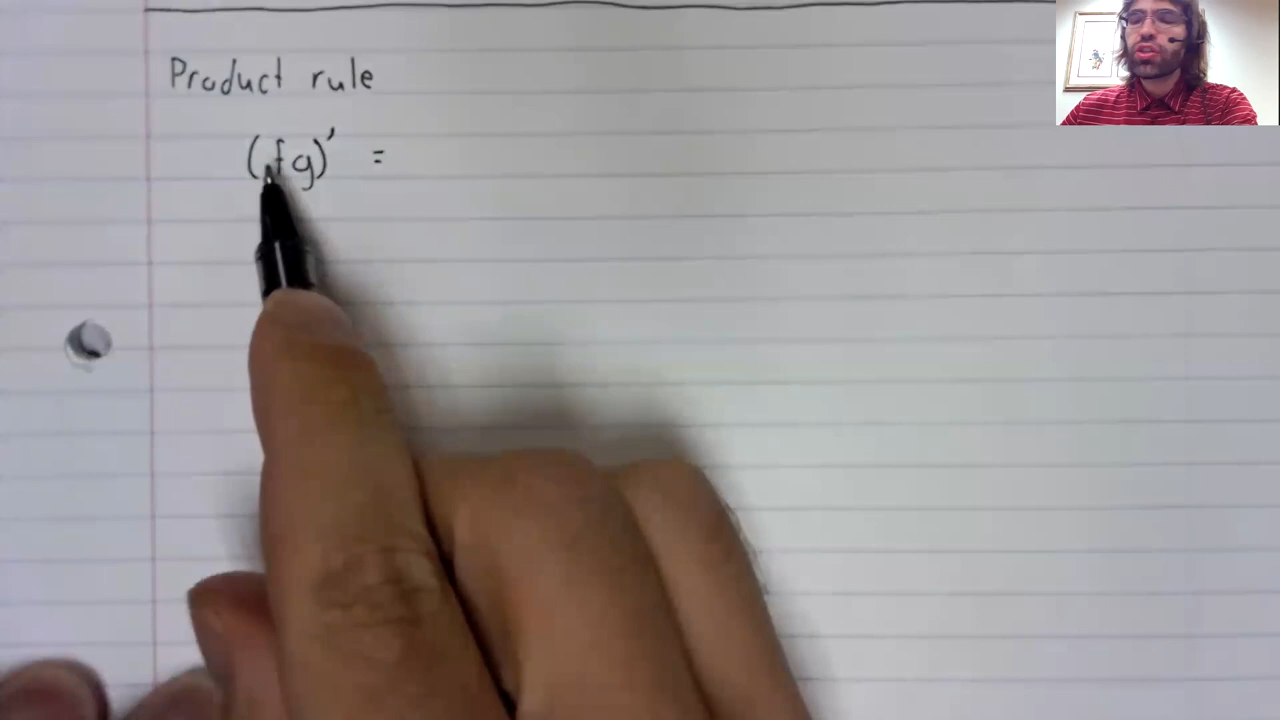 Product rule
(fg)' =